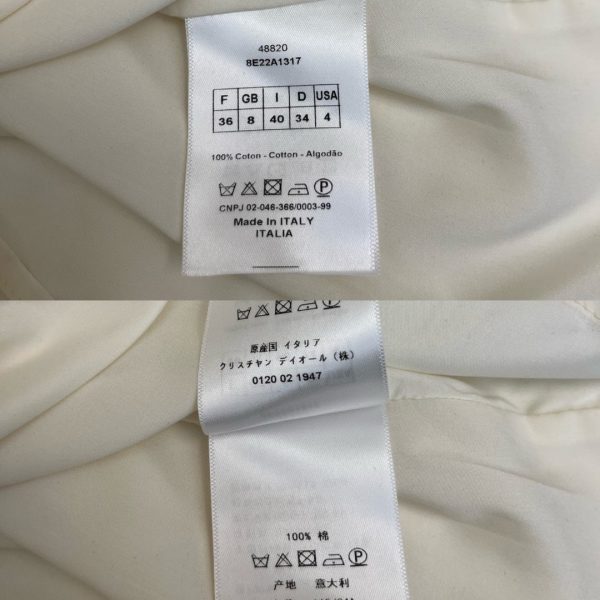 48820
8E22A1317
F GB I D USA
36 8 40 34 4
100% Coton - Cotton - Algodão
P
CNPJ 02-046-366/0003-99
Made In ITALY
ITALIA
原産国 イタリア
クリスチャン デイオール (株)
0120 02 1947
100% 棉
P
产地 意大利